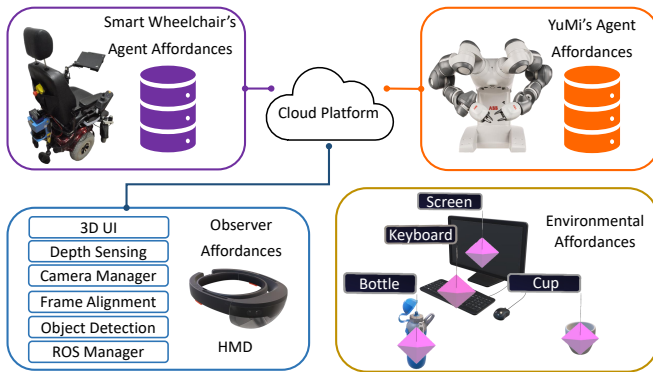 Smart Wheelchair's
Agent Affordances
Cloud Platform
YuMi's Agent
Affordances
ABB
3D UI
Depth Sensing
Camera Manager
Frame Alignment
Object Detection
ROS Manager
Observer
Affordances
HMD
Screen
Keyboard
Bottle
Cup
Environmental
Affordances